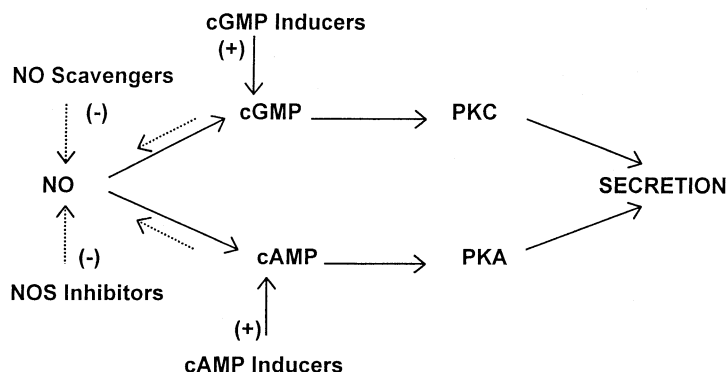 cGMP Inducers
(+)
NO Scavengers
(-)
cGMP
PKC
NO
SECRETION
cAMP
PKA
(-)
NOS Inhibitors
(+)
cAMP Inducers